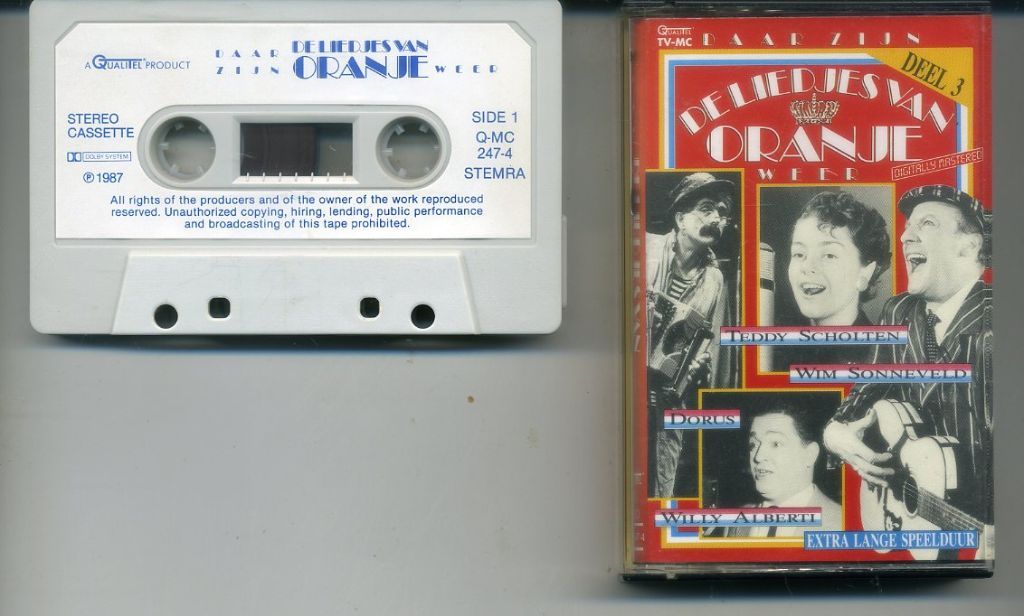 DAAR DE LIEDJES VAN
ZIJN ORANJE WEER
A QUALITEL PRODUCT
STEREO
CASSETTE
DOLBY SYSTEM
℗ 1987
SIDE 1
Q-MC
247-4
STEMRA
All rights of the producers and of the owner of the work reproduced
reserved. Unauthorized copying, hiring, lending, public performance
and broadcasting of this tape prohibited.
QUALITEL
TV-MC
DAAR ZIJN
DEEL 3
DE LIEDJES VAN
ORANJE
WEER
DIGITALLY MASTERED
TEDDY SCHOLTEN
WIM SONNEVELD
DORUS
WILLY ALBERTI
EXTRA LANGE SPEELDUUR